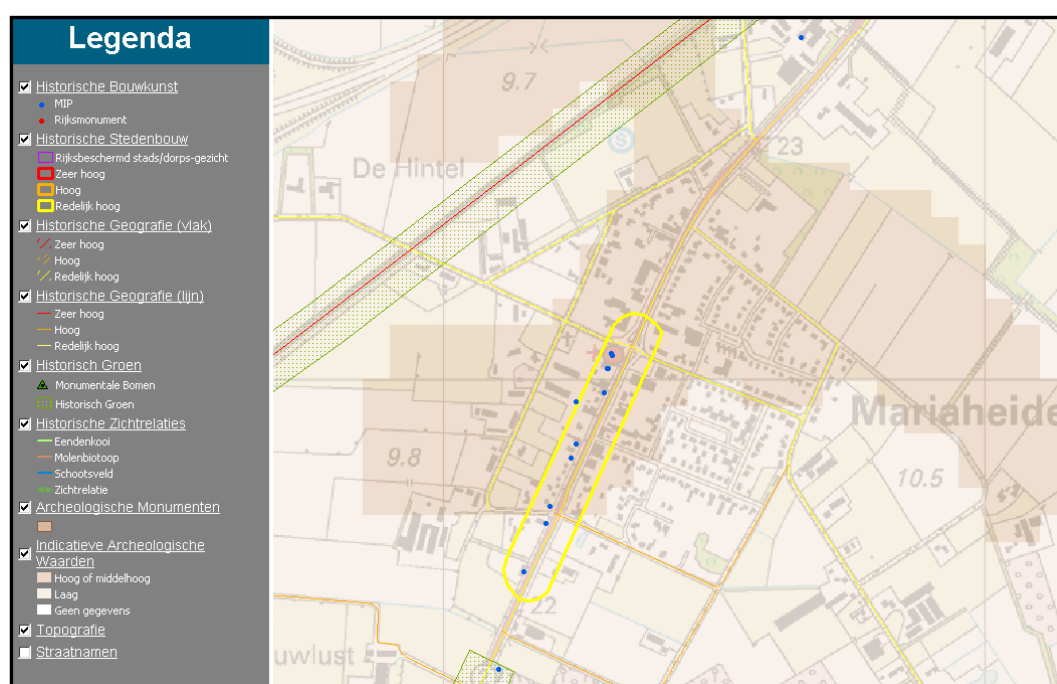 Legenda
Historische Bouwkunst
MIP
Rijksmonument
Historische Stedenbouw
Rijksbeschermd stads/dorps-gezicht
Zeer hoog
Hoog
Redelijk hoog
Historische Geografie (vlak)
Zeer hoog
Hoog
Redelijk hoog
Historische Geografie (lijn)
Zeer hoog
Hoog
Redelijk hoog
Historisch Groen
Monumentale Bomen
Historisch Groen
Historische Zichtrelaties
Eendenkooi
Molenbiotoop
Schootsveld
Zichtrelatie
Archeologische Monumenten
Indicatieve Archeologische
Waarden
Hoog of middelhoog
Laag
Geen gegevens
Topografie
Straatnamen
9.7
S
De Hintel
23
Mariaheide
9.8
10.5
22
uwlust